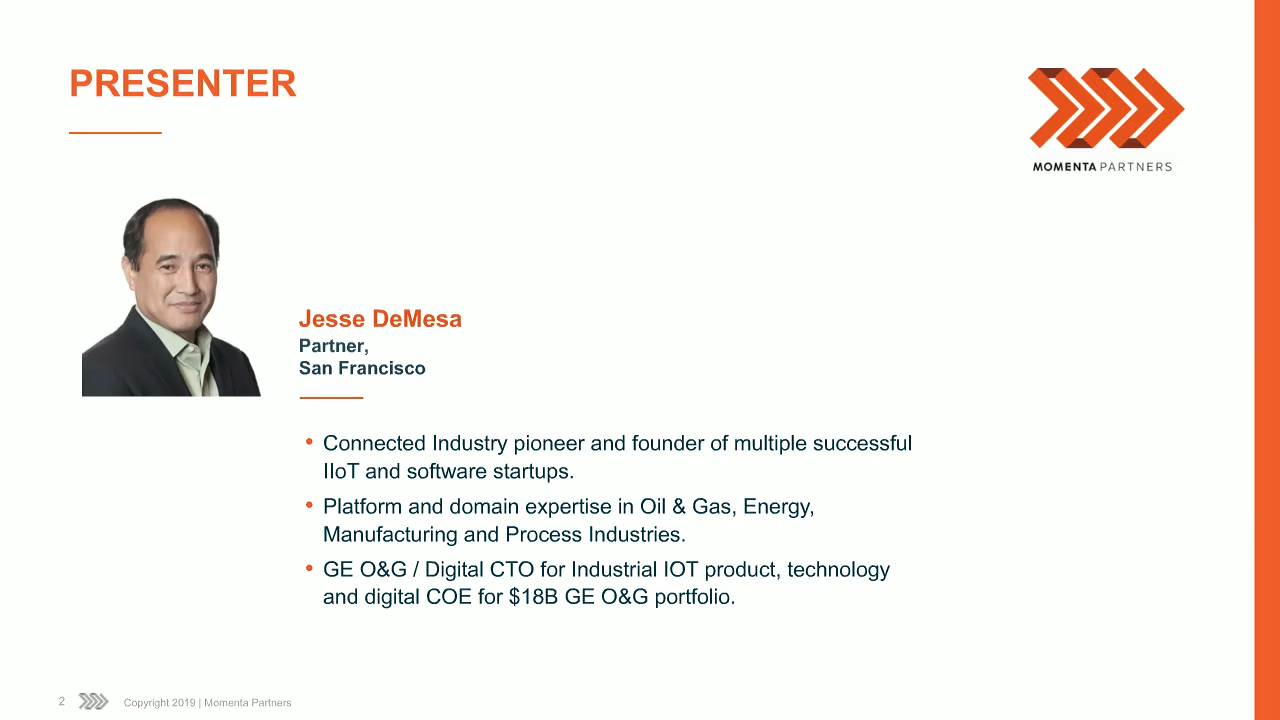 PRESENTER
MOMENTA PARTNERS
Jesse DeMesa
Partner,
San Francisco
• Connected Industry pioneer and founder of multiple successful
IIoT and software startups.
• Platform and domain expertise in Oil & Gas, Energy,
Manufacturing and Process Industries.
• GE O&G / Digital CTO for Industrial IOT product, technology
and digital COE for $18B GE O&G portfolio.
2 Copyright 2019 | Momenta Partners